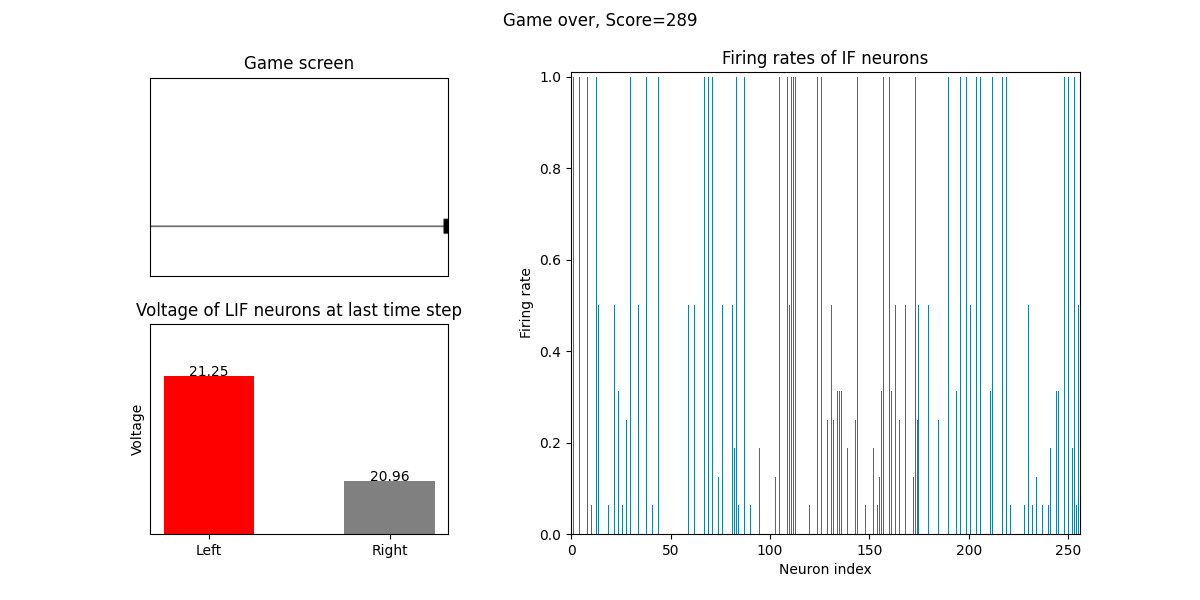 Game over, Score=289
Game screen
Voltage of LIF neurons at last time step
21.25
20.96
Voltage
Left
Right
Firing rates of IF neurons
1.0
0.8
0.6
0.4
0.2
0.0
Firing rate
0
50
100
150
200
250
Neuron index